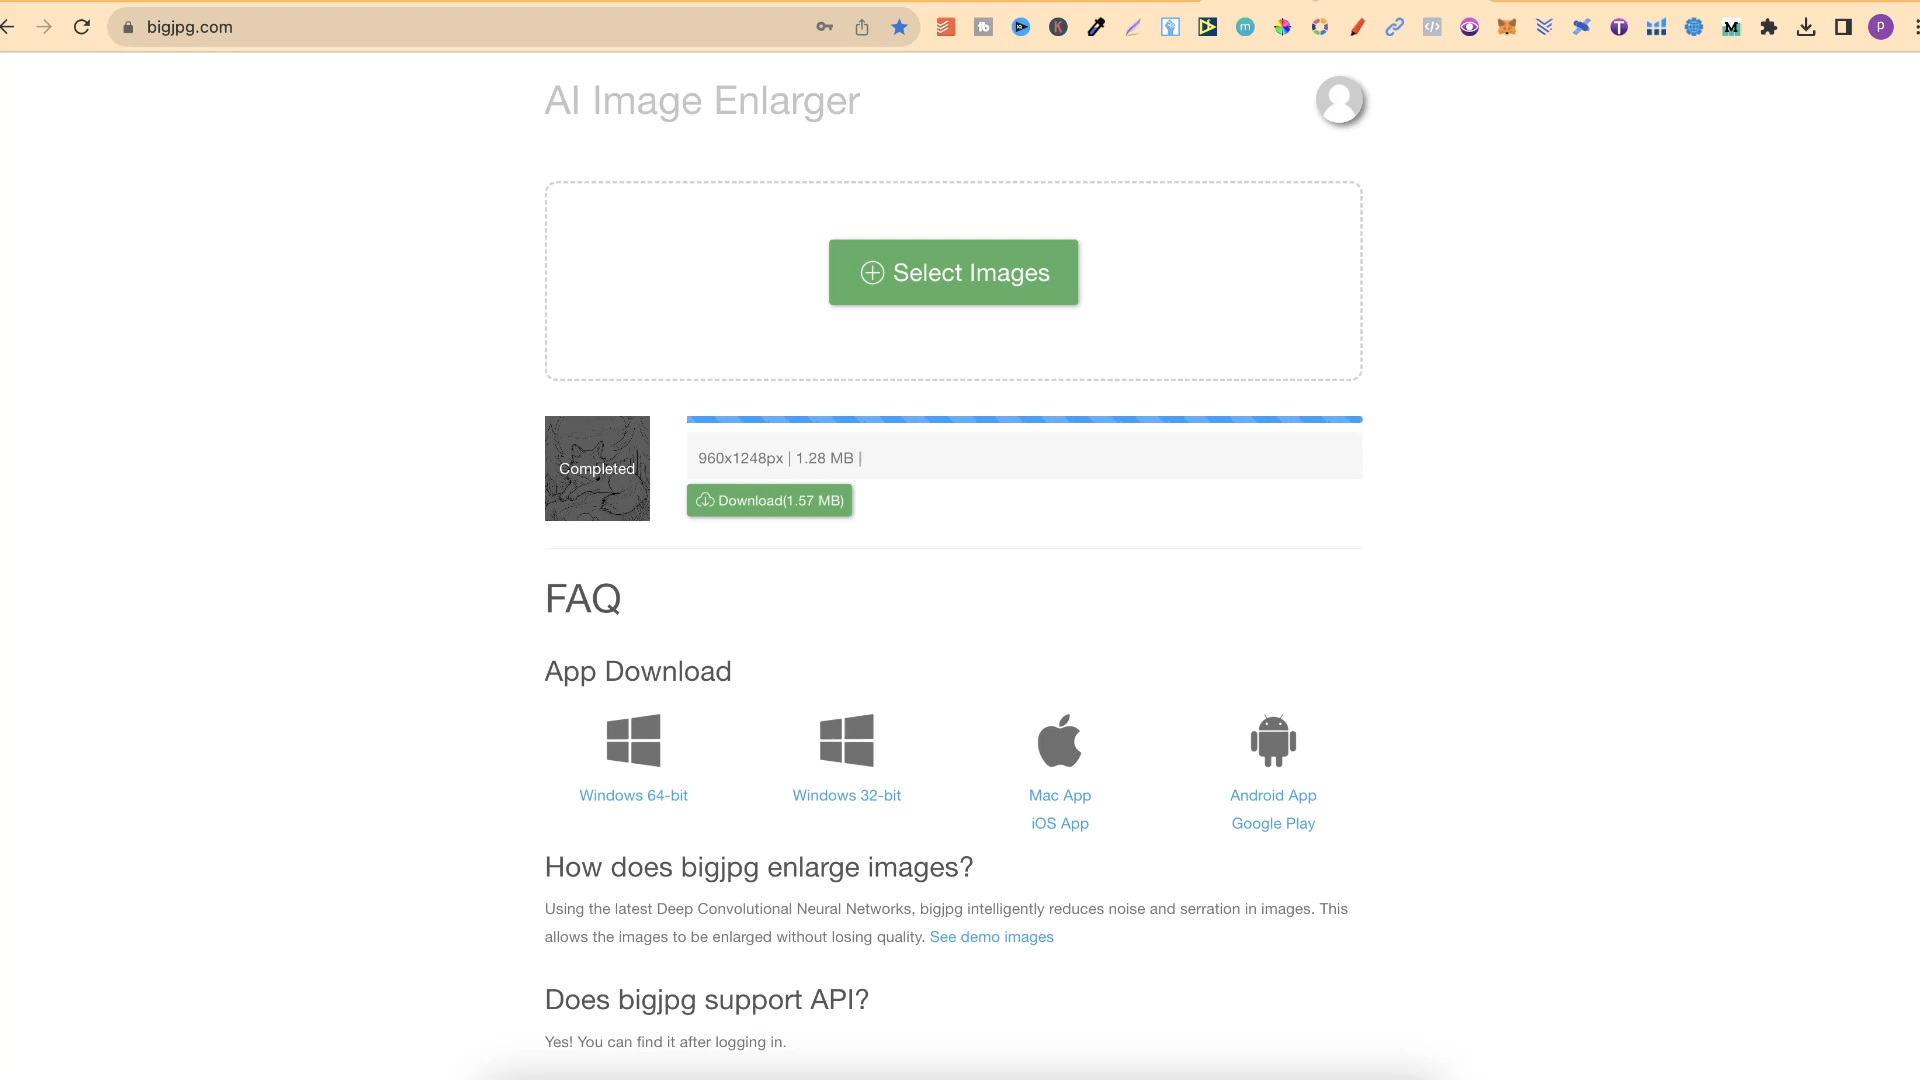 bigjpg.com
AI Image Enlarger
Select Images
Completed
960x1248px | 1.28 MB |
Download(1.57 MB)
FAQ
App Download
Windows 64-bit
Windows 32-bit
Mac App
iOS App
Android App
Google Play
How does bigjpg enlarge images?
Using the latest Deep Convolutional Neural Networks, bigjpg intelligently reduces noise and serration in images. This
allows the images to be enlarged without losing quality. See demo images
Does bigjpg support API?
Yes! You can find it after logging in.